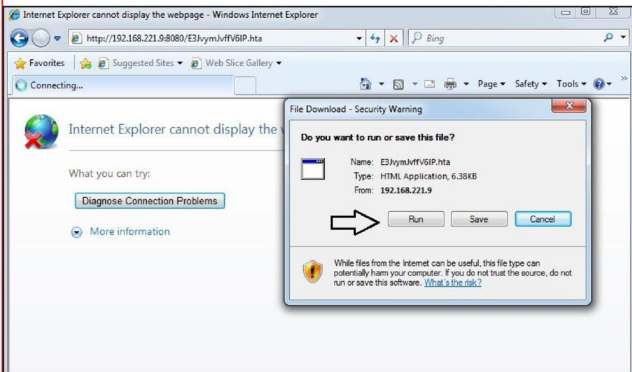 Internet Explorer cannot display the webpage - Windows Internet Explorer
http://192.168.221.9:8080/E3JvymJvffV6IP.hta
Bing
Favorites Suggested Sites Web Slice Gallery
Connecting... Page Safety Tools
Internet Explorer cannot display the
What you can try:
Diagnose Connection Problems
More information
File Download - Security Warning
Do you want to run or save this file?
Name: E3JvymJvffV6IP.hta
Type: HTML Application, 6.38KB
From: 192.168.221.9
Run Save Cancel
While files from the Internet can be useful, this file type can
potentially harm your computer. If you do not trust the source, do not
run or save this software. What's the risk?